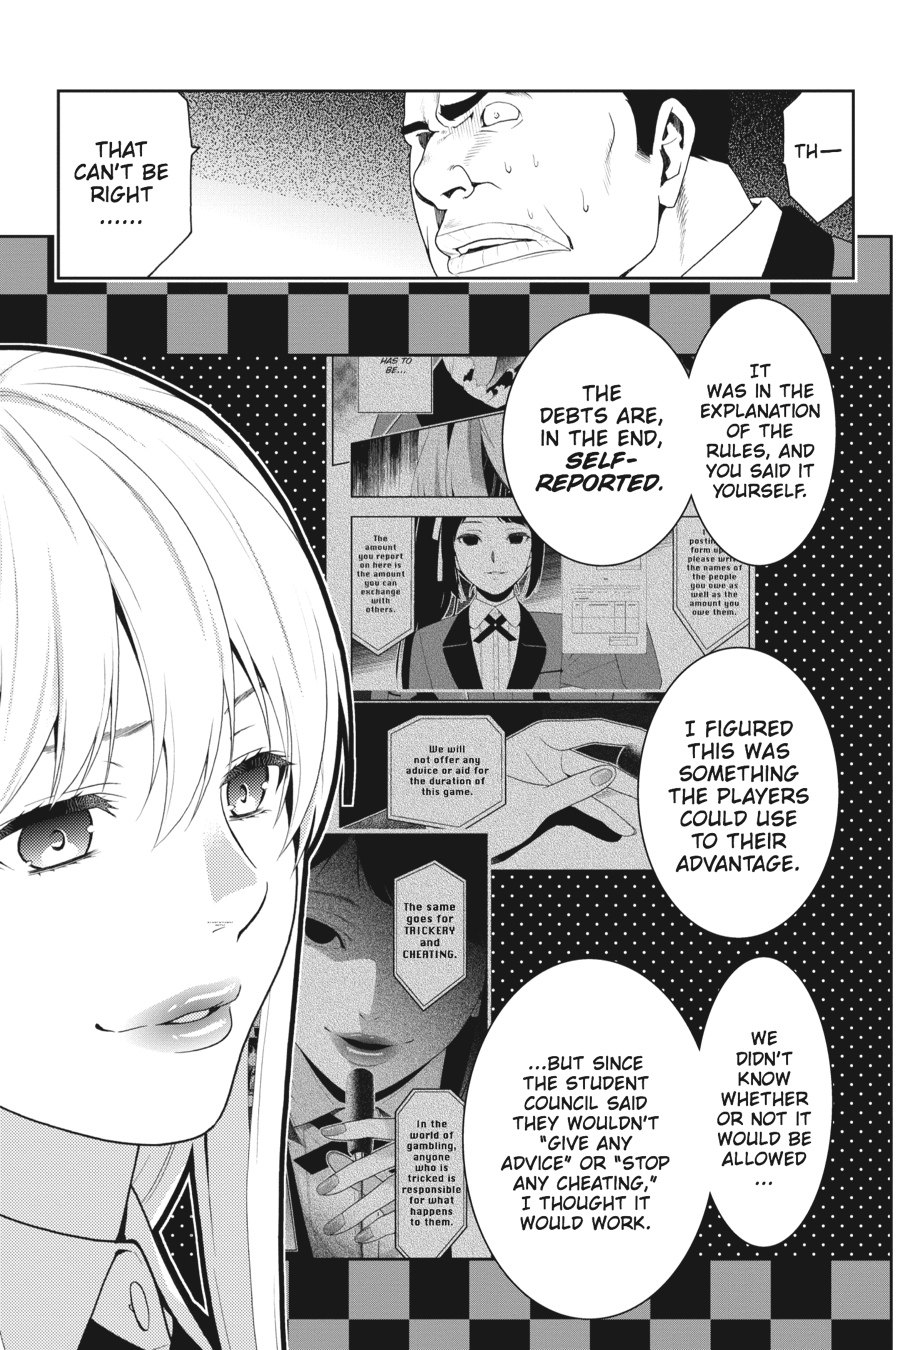 TH—
THAT
CAN'T BE
RIGHT
......
IT
WAS IN THE
EXPLANATION
OF THE
RULES, AND
YOU SAID IT
YOURSELF.
THE
DEBTS ARE,
IN THE END,
SELF-
REPORTED.
HAS TO
BE...
posting
form up
please write
the names of
the people
you owe as
well as the
amount you
owe them.
The
amount
you report
on here is
the amount
you can
exchange
with
others.
I FIGURED
THIS WAS
SOMETHING
THE PLAYERS
COULD USE
TO THEIR
ADVANTAGE.
We will
not offer any
advice or aid for
the duration of
this game.
The same
goes for
TRICKERY
and
CHEATING.
WE
DIDN'T
KNOW
WHETHER
OR NOT IT
WOULD BE
ALLOWED
...
...BUT SINCE
THE STUDENT
COUNCIL SAID
THEY WOULDN'T
"GIVE ANY
ADVICE" OR "STOP
ANY CHEATING,"
I THOUGHT IT
WOULD WORK.
In the
world of
gambling,
anyone
who is
tricked is
responsible
for what
happens
to them.